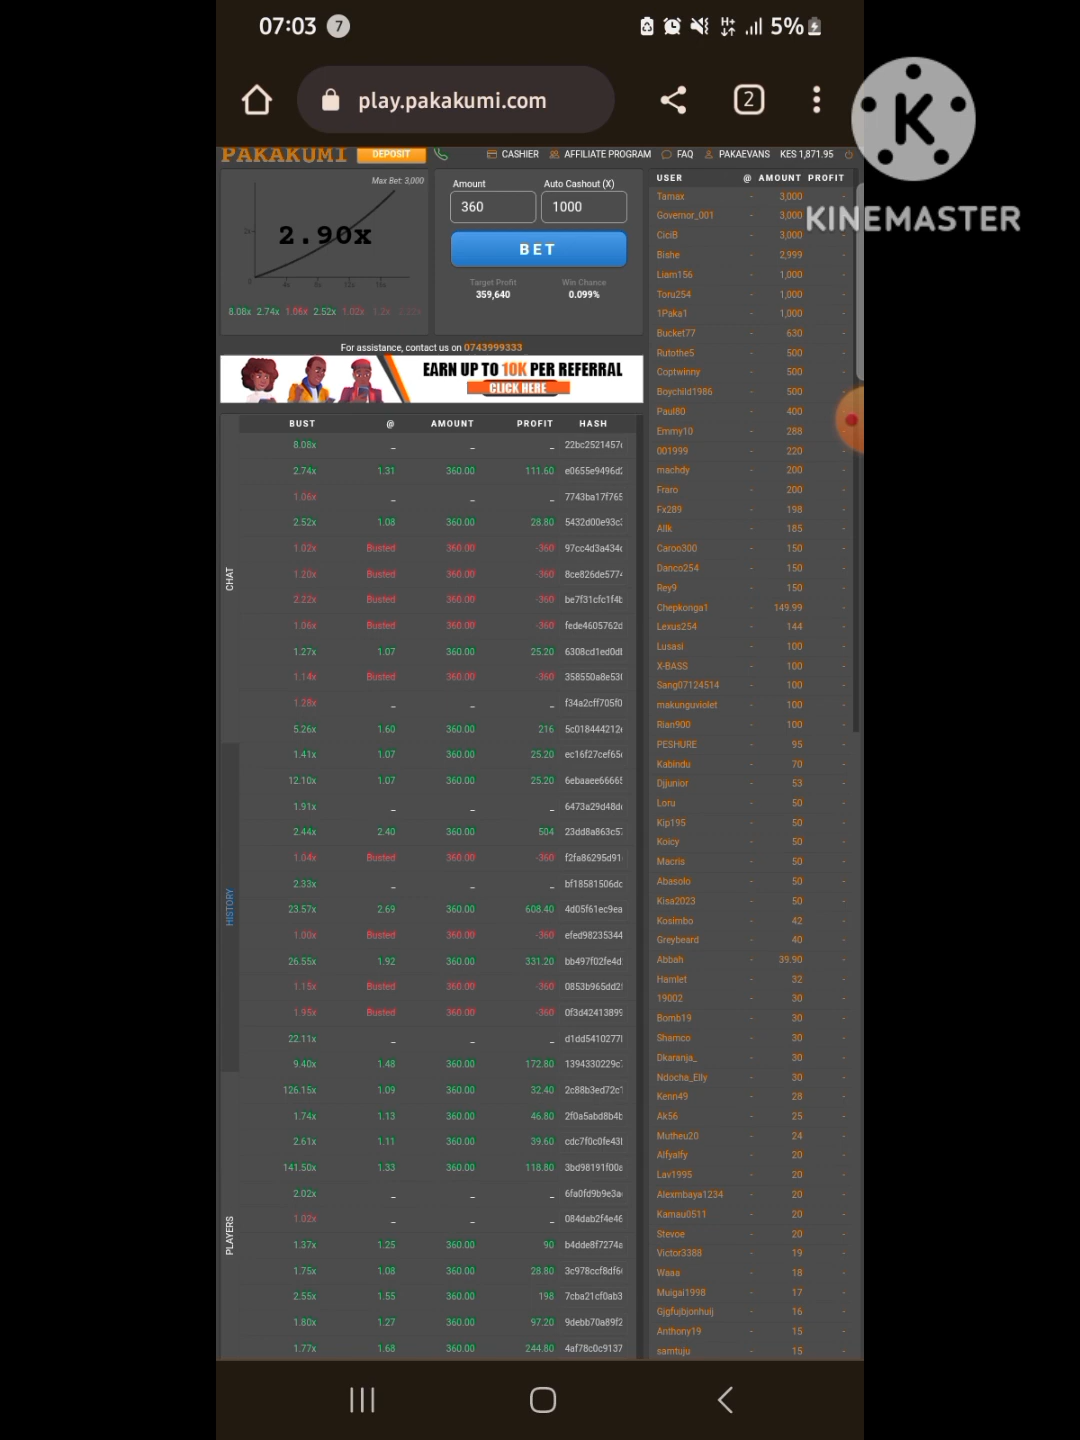 07:03 7 5%
play.pakakumi.com 2
K
KINEMASTER
PAKAKUMI DEPOSIT CASHIER AFFILIATE PROGRAM FAQ PAKAEVANS KES 1,871.95
Max Bet: 3,000
2.90x
8.08x 2.74x 1.06x 2.52x 1.02x 1.2x 2.22x
Amount Auto Cashout (X)
360 1000
BET
Target Profit Win Chance
359,640 0.099%
For assistance, contact us on 0743999333
EARN UP TO 10K PER REFERRAL
CLICK HERE
CHAT
HISTORY
PLAYERS
BUST @ AMOUNT PROFIT HASH
8.08x _ _ _ 22bc2521457
2.74x 1.31 360.00 111.60 e0655e9496d
1.06x _ _ _ 7743ba17f765
2.52x 1.08 360.00 28.80 5432d00e93c
1.02x Busted 360.00 -360 97cc4d3a434
1.20x Busted 360.00 -360 8ce826de577
2.22x Busted 360.00 -360 be7f31cfc1f4
1.06x Busted 360.00 -360 fede4605762d
1.27x 1.07 360.00 25.20 6308cd1ed0d
1.14x Busted 360.00 -360 358550a8e53
1.28x _ _ _ f34a2cff705f0
5.26x 1.60 360.00 216 5c018444212
1.41x 1.07 360.00 25.20 ec16f27cef65
12.10x 1.07 360.00 25.20 6ebaaee6666
1.91x _ _ _ 6473a29d48d
2.44x 2.40 360.00 504 23dd8a863c5
1.04x Busted 360.00 -360 f2fa86295d91
2.33x _ _ _ bf18581506dc
23.57x 2.69 360.00 608.40 4d05f61ec9ea
1.00x Busted 360.00 -360 efed98235344
26.55x 1.92 360.00 331.20 bb497f02fe4d
1.15x Busted 360.00 -360 0853b965dd2
1.95x Busted 360.00 -360 0f3d42413899
22.11x _ _ _ d1dd5410277
9.40x 1.48 360.00 172.80 1394330229c
126.15x 1.09 360.00 32.40 2c88b3ed72c
1.74x 1.13 360.00 46.80 2f0a5abd8b4b
2.61x 1.11 360.00 39.60 cdc7f0c0fe43
141.50x 1.33 360.00 118.80 3bd98191f00a
2.02x _ _ _ 6fa0fd9b9e3a
1.02x _ _ _ 084dab2f4e46
1.37x 1.25 360.00 90 b4dde8f7274a
1.75x 1.08 360.00 28.80 3c978ccf8df6
2.55x 1.55 360.00 198 7cba21cf0ab3
1.80x 1.27 360.00 97.20 9debb70a89f2
1.77x 1.68 360.00 244.80 4af78c0c9137
USER @ AMOUNT PROFIT
Tamax - 3,000
Governor_001 - 3,000
CiciB - 3,000 -
Bishe - 2,999 -
Liam156 - 1,000 -
Toru254 - 1,000 -
1Paka1 - 1,000 -
Bucket77 - 630 -
Rutothe5 - 500 -
Coptwinny - 500 -
Boychild1986 - 500
Paul80 - 400
Emmy10 - 288
001999 - 220 -
machdy - 200 -
Fraro - 200 -
Fx289 - 198 -
Allk - 185 -
Caroo300 - 150 -
Danco254 - 150 -
Rey9 - 150 -
Chepkonga1 - 149.99 -
Lexus254 - 144 -
Lusasi - 100 -
X-BASS - 100 -
Sang07124514 - 100 -
makunguviolet - 100 -
Rian900 - 100 -
PESHURE - 95 -
Kabindu - 70 -
Djjunior - 53 -
Loru - 50 -
Kip195 - 50 -
Koicy - 50 -
Macris - 50 -
Abasolo - 50 -
Kisa2023 - 50 -
Kosimbo - 42 -
Greybeard - 40 -
Abbah - 39.90 -
Hamlet - 32 -
19002 - 30 -
Bomb19 - 30 -
Shamco - 30 -
Dkaranja_ - 30 -
Ndocha_Elly - 30 -
Kenn49 - 28 -
Ak56 - 25 -
Mutheu20 - 24 -
Alfyalfy - 20 -
Lav1995 - 20 -
Alexmbaya1234 - 20 -
Kamau0511 - 20 -
Stevoe - 20 -
Victor3388 - 19 -
Waaa - 18 -
Muigai1998 - 17 -
Gjgfujbjonhuij - 16 -
Anthony19 - 15 -
samtuju - 15 -